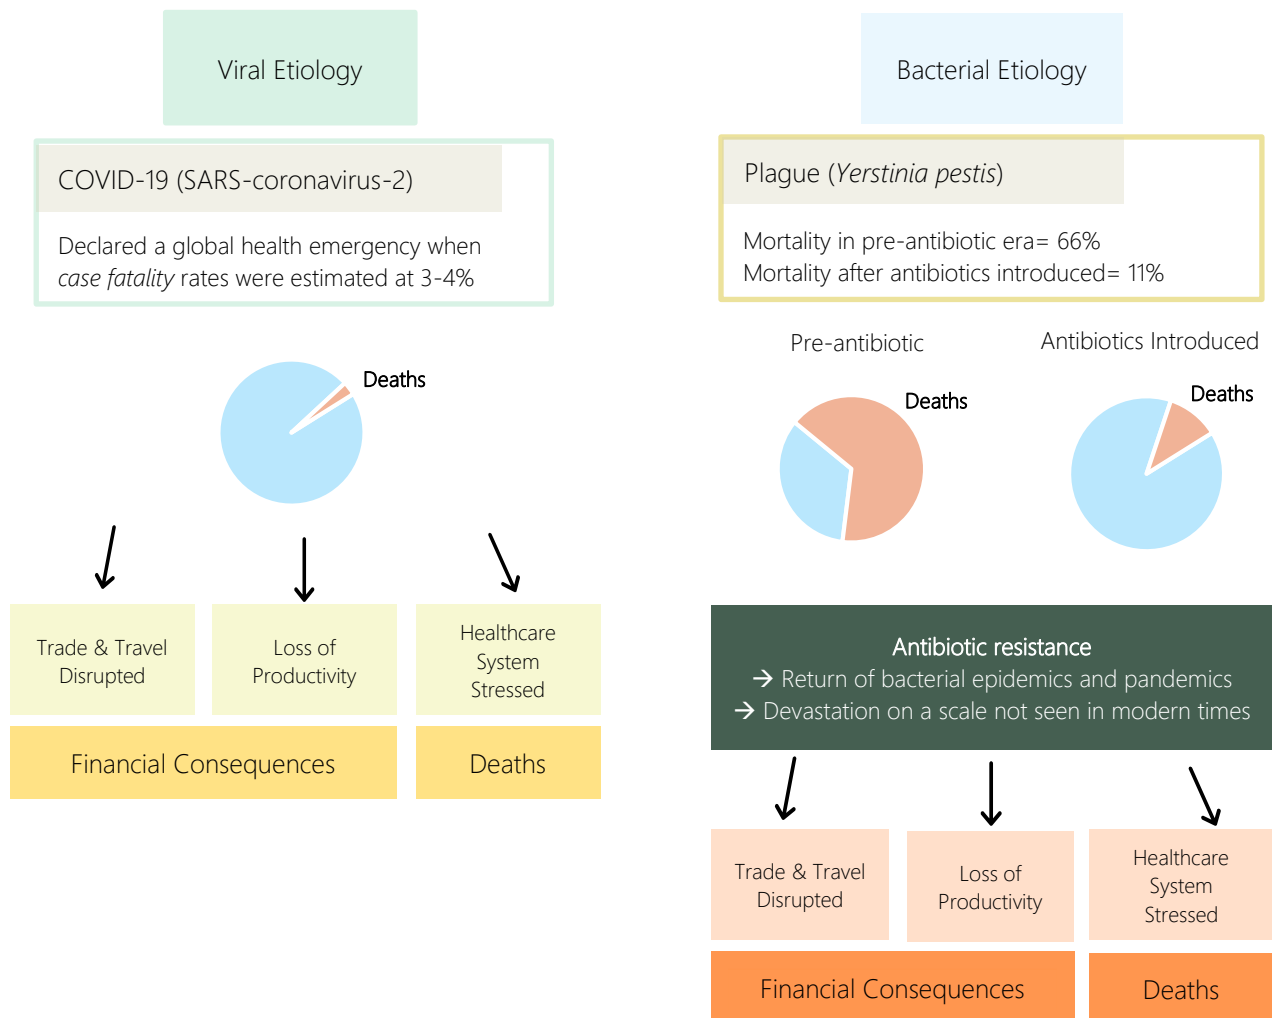 Viral Etiology
COVID-19 (SARS-coronavirus-2)
Declared a global health emergency when
case fatality rates were estimated at 3-4%
Deaths
Trade & Travel
Disrupted
Loss of
Productivity
Healthcare
System
Stressed
Financial Consequences
Deaths
Bacterial Etiology
Plague (Yerstinia pestis)
Mortality in pre-antibiotic era= 66%
Mortality after antibiotics introduced= 11%
Pre-antibiotic
Deaths
Antibiotics Introduced
Deaths
Antibiotic resistance
→ Return of bacterial epidemics and pandemics
→ Devastation on a scale not seen in modern times
Trade & Travel
Disrupted
Loss of
Productivity
Healthcare
System
Stressed
Financial Consequences
Deaths